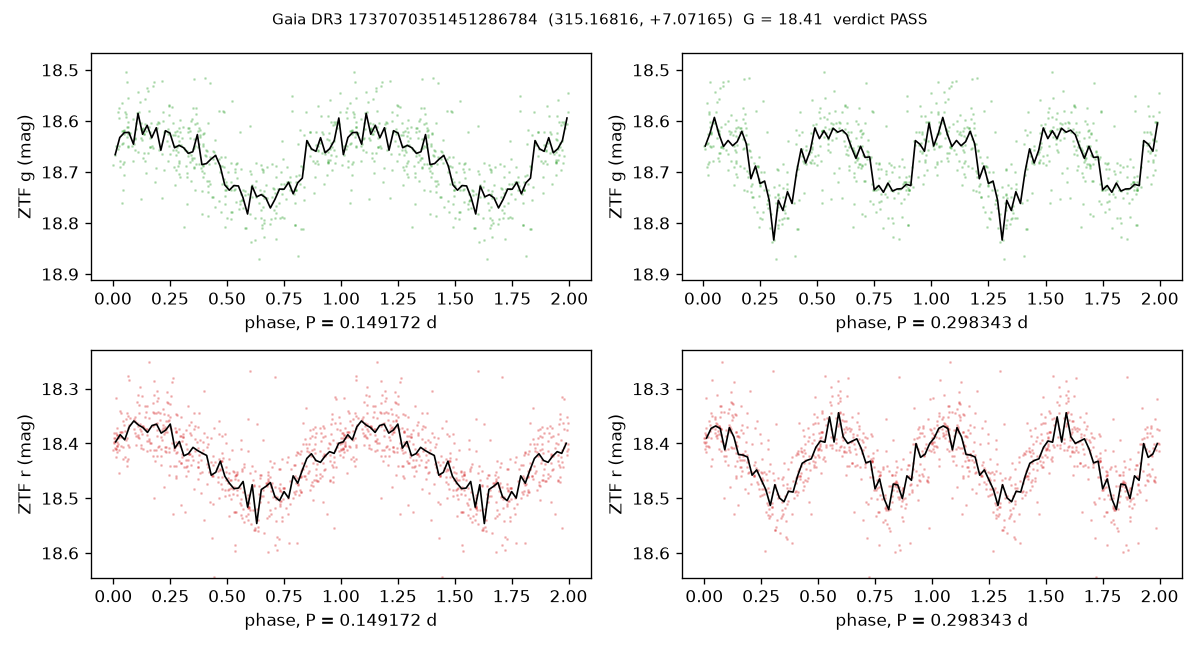 Gaia DR3 1737070351451286784 (315.16816, +7.07165) G = 18.41 verdict PASS
ZTF g (mag)
18.5
18.6
18.7
18.8
18.9
0.00 0.25 0.50 0.75 1.00 1.25 1.50 1.75 2.00
phase, P = 0.149172 d
ZTF g (mag)
18.5
18.6
18.7
18.8
18.9
0.00 0.25 0.50 0.75 1.00 1.25 1.50 1.75 2.00
phase, P = 0.298343 d
ZTF r (mag)
18.3
18.4
18.5
18.6
0.00 0.25 0.50 0.75 1.00 1.25 1.50 1.75 2.00
phase, P = 0.149172 d
ZTF r (mag)
18.3
18.4
18.5
18.6
0.00 0.25 0.50 0.75 1.00 1.25 1.50 1.75 2.00
phase, P = 0.298343 d